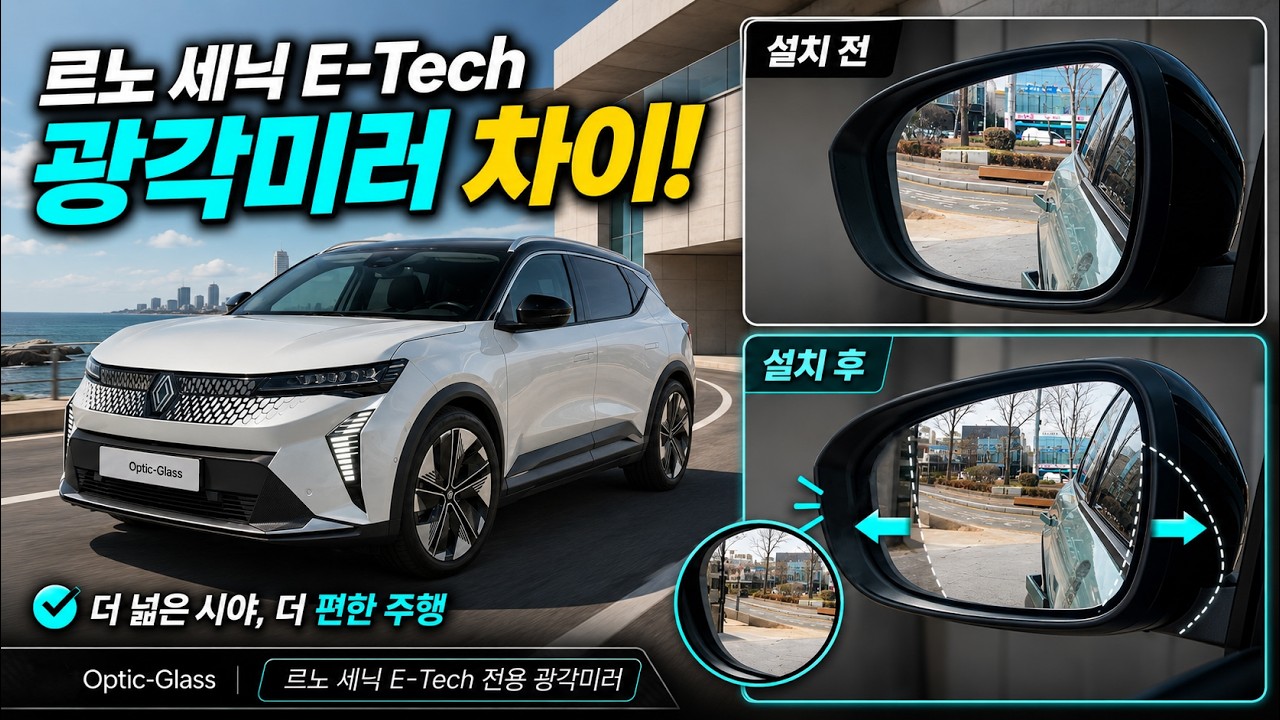 르노 세닉 E-Tech
광각미러 차이!
설치 전
설치 후
Optic-Glass
더 넓은 시야, 더 편한 주행
Optic-Glass
르노 세닉 E-Tech 전용 광각미러